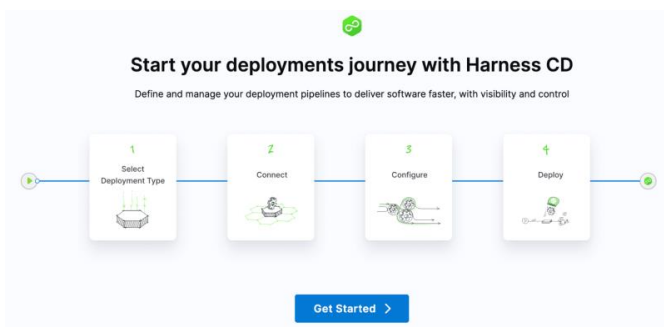 Start your deployments journey with Harness CD
Define and manage your deployment pipelines to deliver software faster, with visibility and control
1
Select
Deployment Type
2
Connect
3
Configure
4
Deploy
Get Started